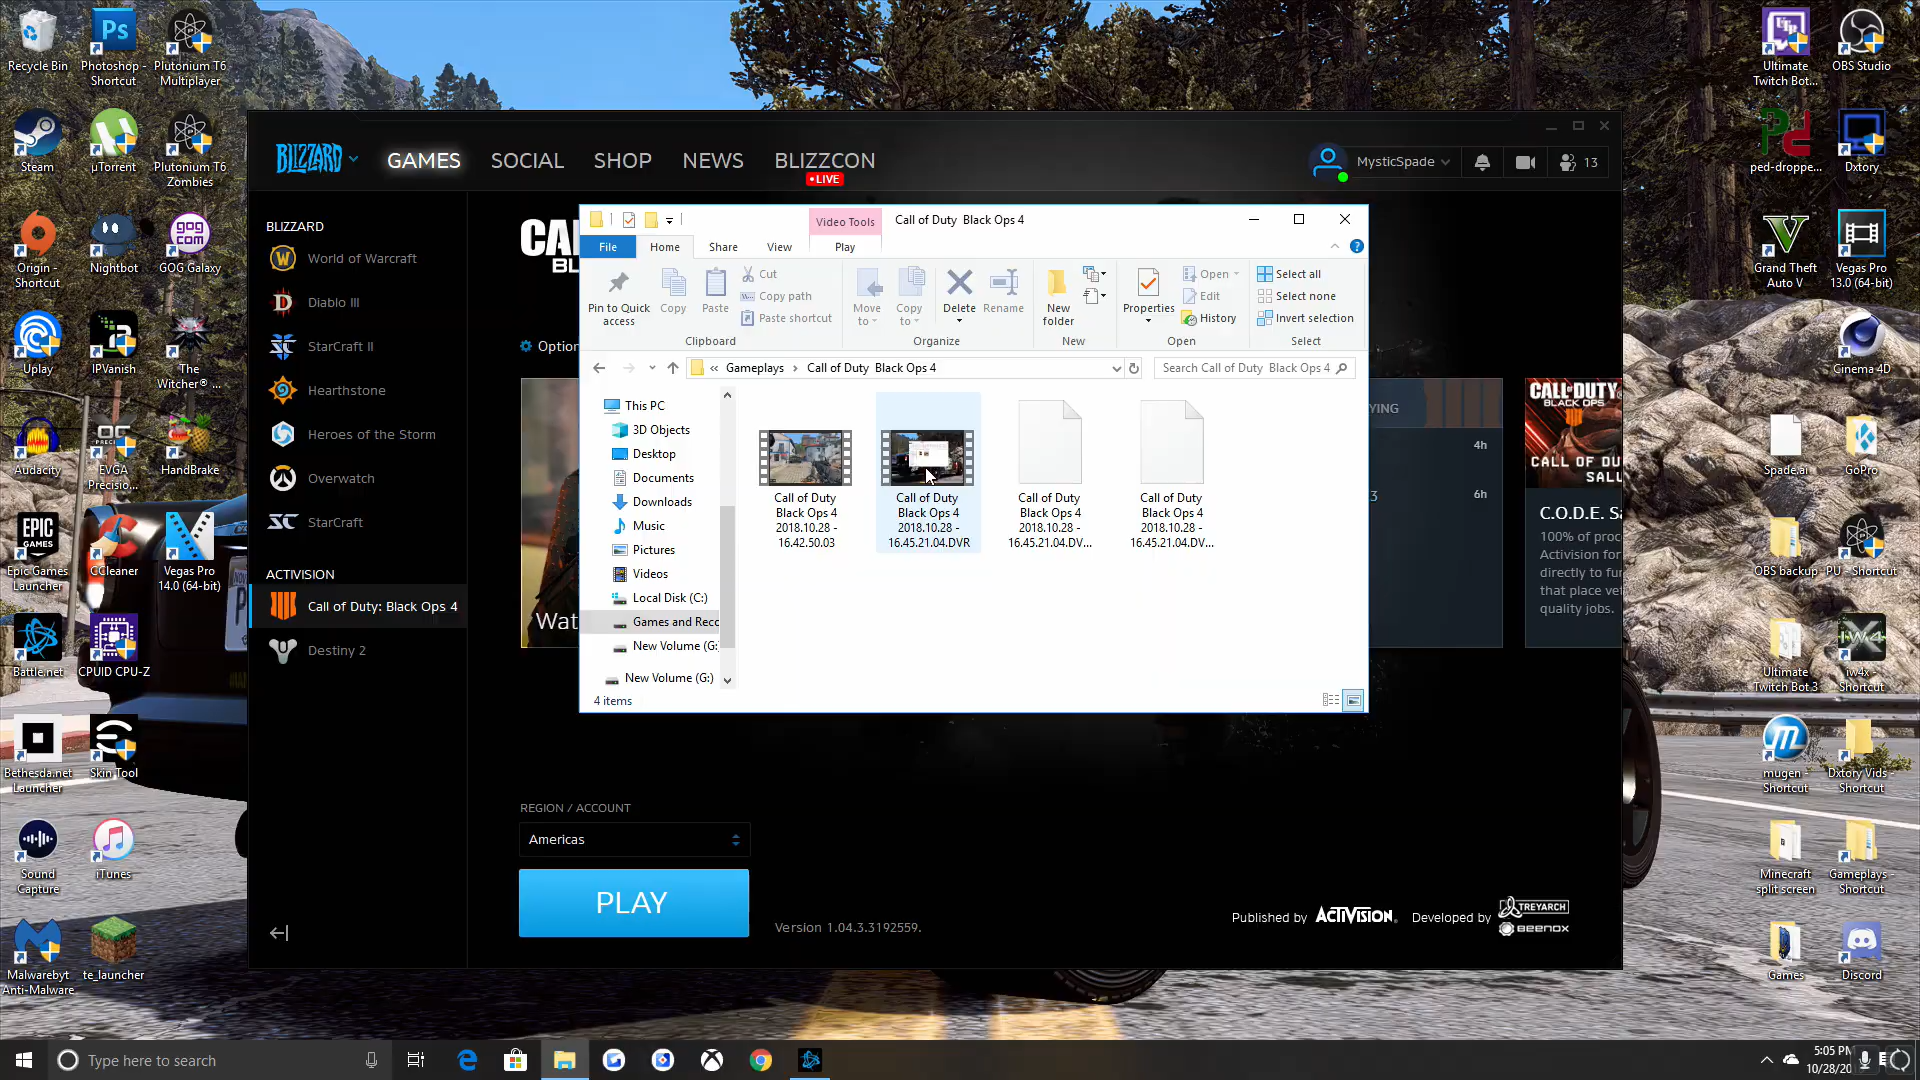 Recycle Bin
Photoshop -
Shortcut
Plutonium T6
Multiplayer
Steam
µTorrent
Plutonium T6
Zombies
Origin -
Shortcut
Nightbot
GOG Galaxy
Uplay
IPVanish
The
Witcher® ...
Audacity
EVGA
Precisio...
HandBrake
Epic Games
Launcher
CCleaner
Vegas Pro
14.0 (64-bit)
Battle.net
CPUID CPU-Z
Bethesda.net
Launcher
Skin Tool
Sound
Capture
iTunes
Malwarebyt
Anti-Malware
te_launcher
BLIZZARD
GAMES
SOCIAL
SHOP
NEWS
BLIZZCON
LIVE
MysticSpade
13
BLIZZARD
World of Warcraft
Diablo III
StarCraft II
Hearthstone
Heroes of the Storm
Overwatch
StarCraft
ACTIVISION
Call of Duty: Black Ops 4
Destiny 2
CA
BL
Option
Wat
Video Tools
Call of Duty  Black Ops 4
File
Home
Share
View
Play
Pin to Quick
access
Copy
Paste
Cut
Copy path
Paste shortcut
Clipboard
Move
to
Copy
to
Delete
Rename
Organize
New
folder
New
Properties
Open
Edit
History
Open
Select all
Select none
Invert selection
Select
« Gameplays
Call of Duty  Black Ops 4
Search Call of Duty  Black Ops 4
This PC
3D Objects
Desktop
Documents
Downloads
Music
Pictures
Videos
Local Disk (C:)
Games and Reco
New Volume (G:
New Volume (G:)
Call of Duty
Black Ops 4
2018.10.28 -
16.42.50.03
Call of Duty
Black Ops 4
2018.10.28 -
16.45.21.04.DVR
Call of Duty
Black Ops 4
2018.10.28 -
16.45.21.04.DV...
Call of Duty
Black Ops 4
2018.10.28 -
16.45.21.04.DV...
4 items
YING
4h
3
6h
CALL OF DUTY
BLACK OPS
CALL OF DU
SALU
C.O.D.E. Sa
100% of proce
Activision for
directly to fun
that place vet
quality jobs.
REGION / ACCOUNT
Americas
PLAY
Version 1.04.3.3192559.
Published by
ACTIVISION
Developed by
TREYARCH
BEENOX
Ultimate
Twitch Bot...
OBS Studio
ped-droppe...
Dxtory
Grand Theft
Auto V
Vegas Pro
13.0 (64-bit)
Cinema 4D
Spade.ai
GoPro
OBS backup
PU - Shortcut
Ultimate
Twitch Bot 3
iw4x -
Shortcut
mugen -
Shortcut
Dxtory Vids -
Shortcut
Minecraft
split screen
Gameplays -
Shortcut
Games
Discord
Type here to search
5:05 PM
10/28/20